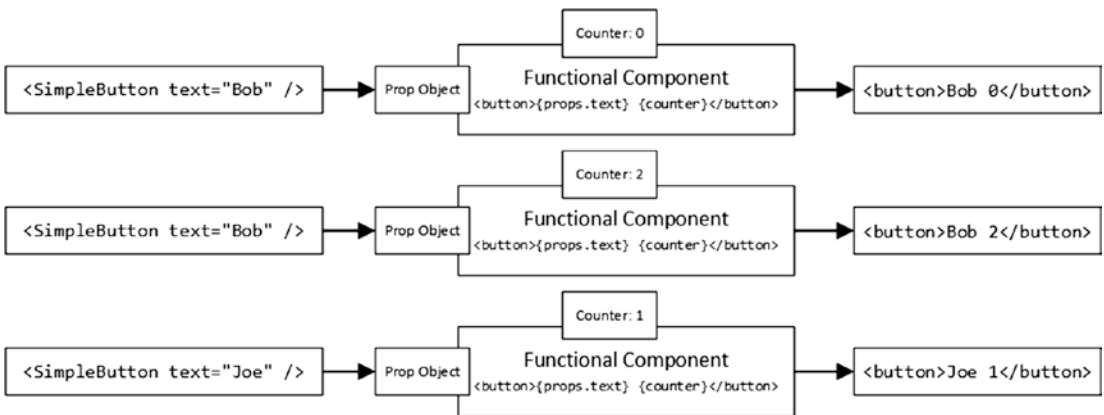 Counter: 0
<SimpleButton text="Bob" />
Prop Object
Functional Component
<button>{props.text} {counter}</button>
<button>Bob 0</button>
Counter: 2
<SimpleButton text="Bob" />
Prop Object
Functional Component
<button>{props.text} {counter}</button>
<button>Bob 2</button>
Counter: 1
<SimpleButton text="Joe" />
Prop Object
Functional Component
<button>{props.text} {counter}</button>
<button>Joe 1</button>